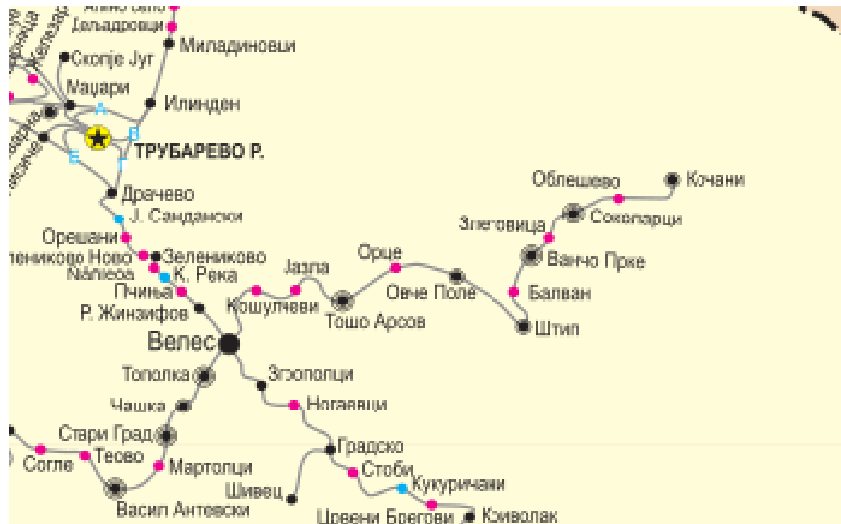 Дељадровци
Миладиновци
Скопје Југ
Маџари
Илинден
А
В
ТРУБАРЕВО Р.
Е
Г
Драчево
Ј. Сандански
Орешани
Зелениково
К. Река
Пчиња
Р. Жинзифов
Велес
Кошулчеви
Јазла
Орце
Тошо Арсов
Овче Поле
Штип
Балван
Ванчо Прке
Злетовица
Соколарци
Облешево
Кочани
Тополка
Чашка
Стари Град
Мартолци
Теово
Согле
Васил Антевски
Згрополци
Ногаевци
Градско
Стоби
Шивец
Кукуричани
Црвени Брегови
Криволак